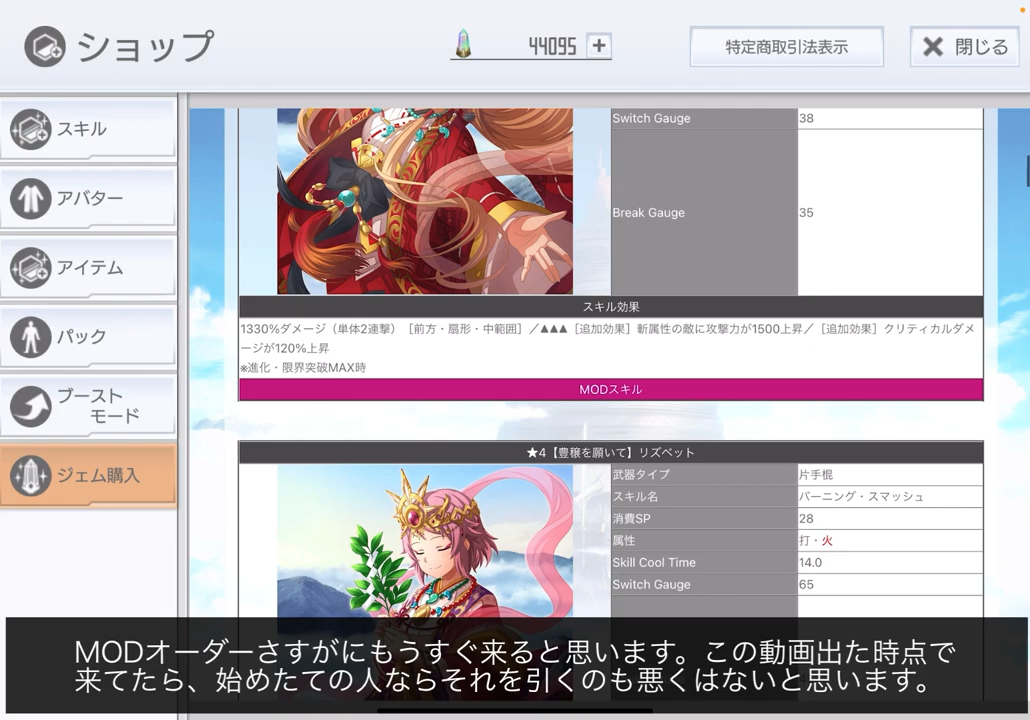 ショップ
44095
特定商取引法表示
閉じる
スキル
アバター
アイテム
パック
ブースト
モード
ジェム購入
Switch Gauge 38
Break Gauge 35
スキル効果
1330%ダメージ（単体2連撃）［前方・扇形・中範囲］／▲▲▲［追加効果］斬属性の敵に攻撃力が1500上昇／［追加効果］クリティカルダメ
ージが120%上昇
※進化・限界突破MAX時
MODスキル
★4【豊穣を願いて】リズベット
武器タイプ 片手棍
スキル名 バーニング・スマッシュ
消費SP 28
属性 打・火
Skill Cool Time 14.0
Switch Gauge 65
MODオーダーさすがにもうすぐ来ると思います。この動画出た時点で
来てたら、始めたての人ならそれを引くのも悪くはないと思います。